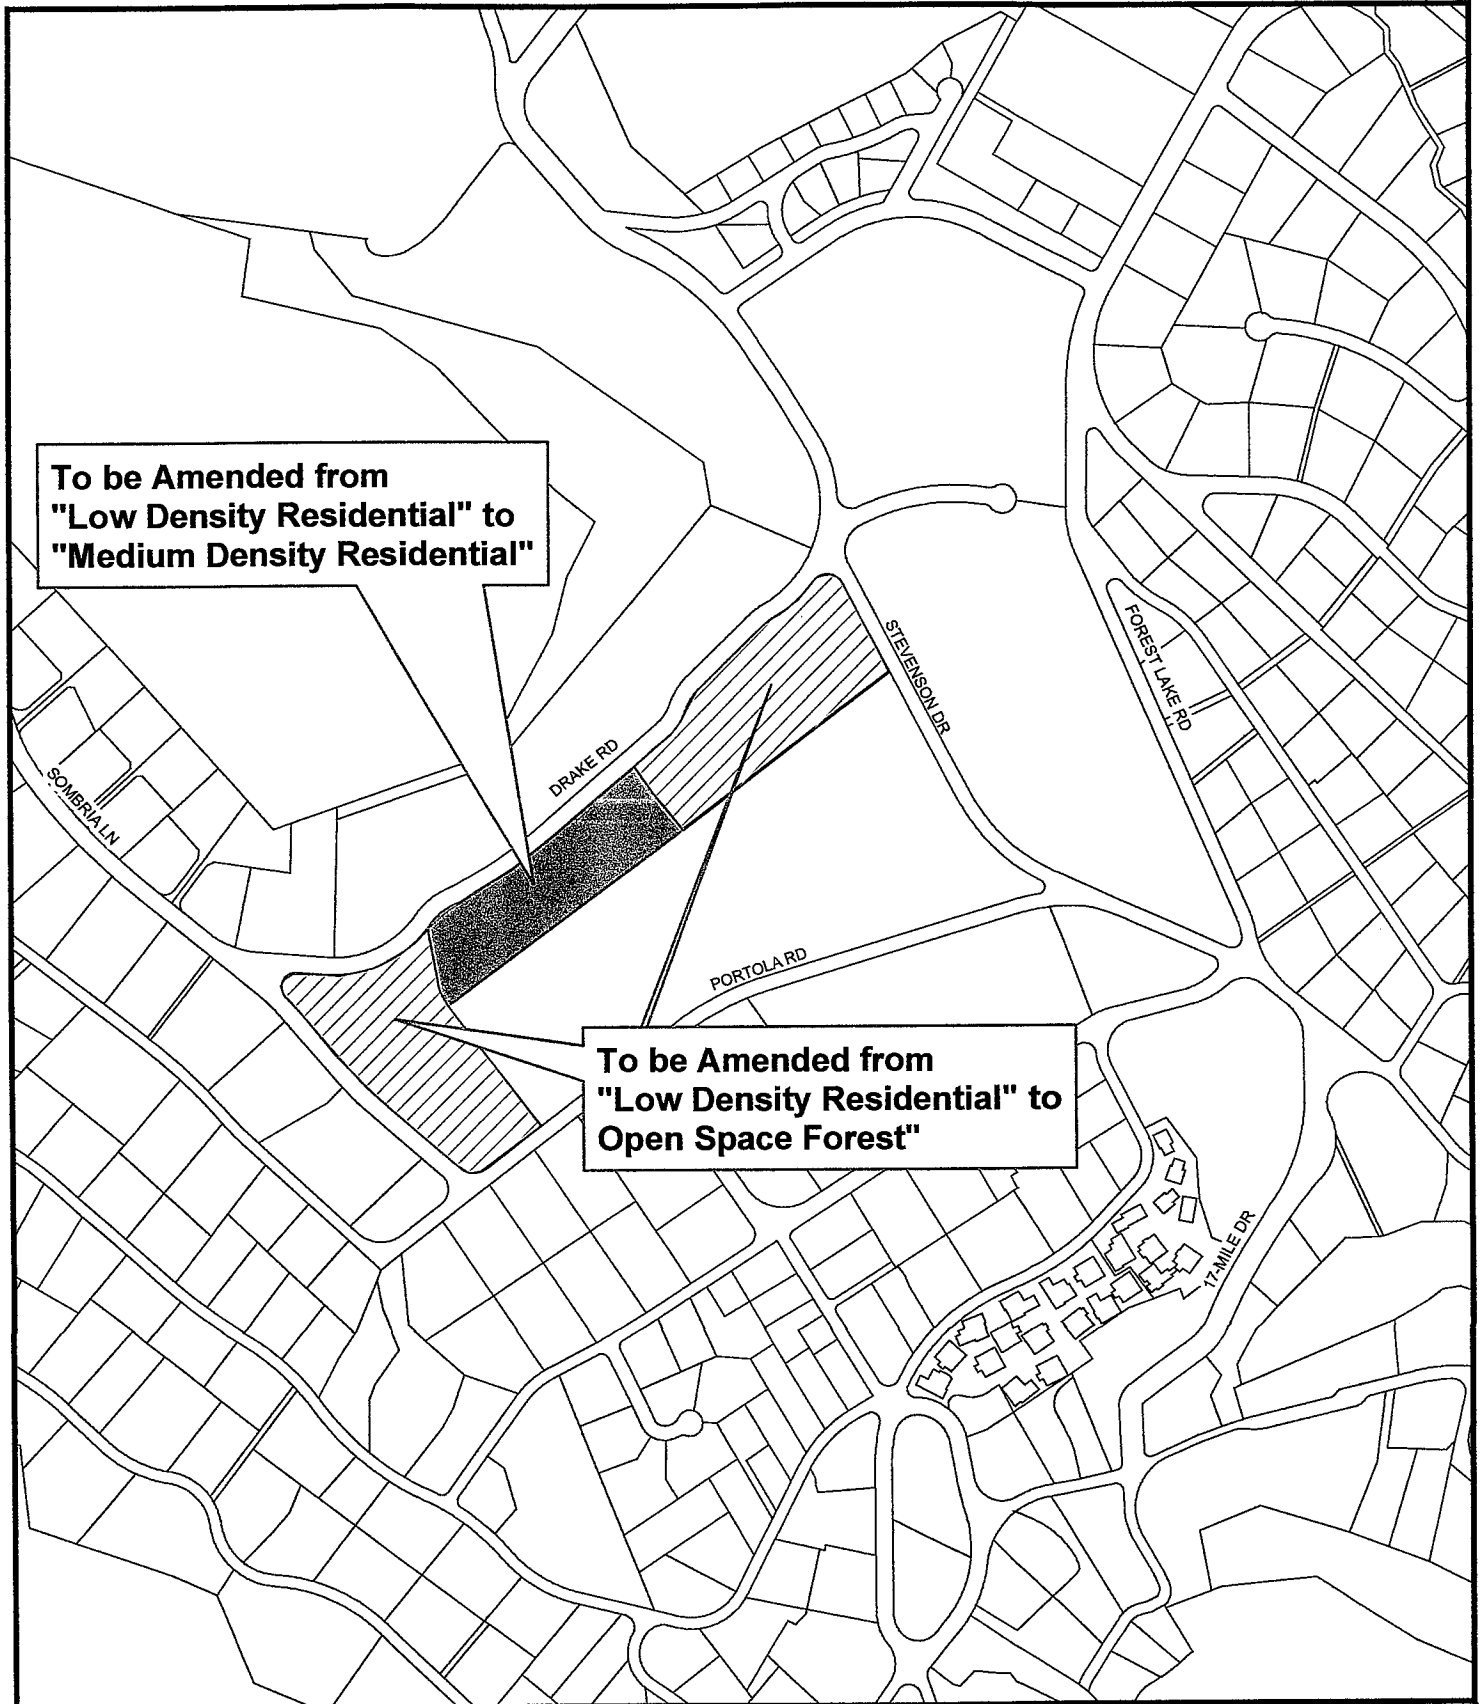 To be Amended from
"Low Density Residential" to
"Medium Density Residential"
STEVENSON DR
FOREST LAKE RD
DRAKE RD
SOMBRIA LN
PORTOLA RD
To be Amended from
"Low Density Residential" to
Open Space Forest"
17-MILE DR